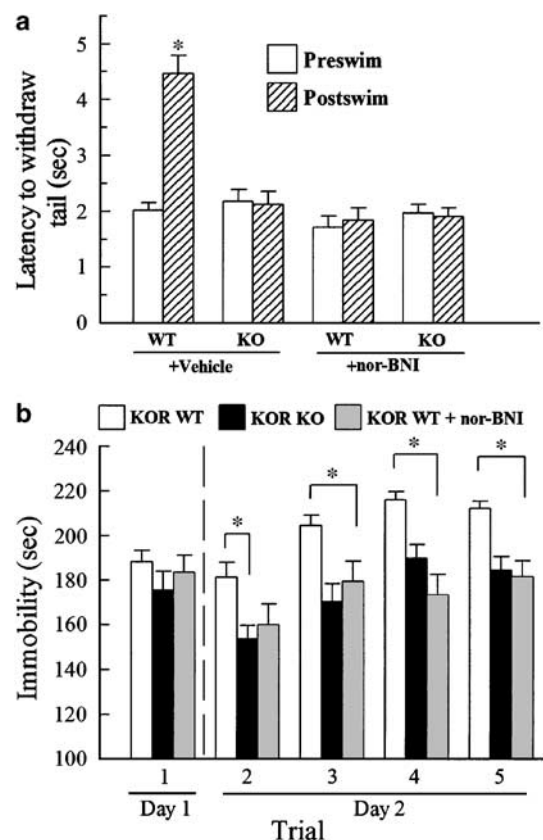 a
*
5
4
3
2
1
0
Latency to withdraw
tail (sec)
Preswim
Postswim
WT KO WT KO
+Vehicle +nor-BNI
b
KOR WT KOR KO KOR WT + nor-BNI
240
220
200
180
160
140
120
100
Immobility
(sec)
* * * *
1 2 3 4 5
Day 1 Day 2
Trial